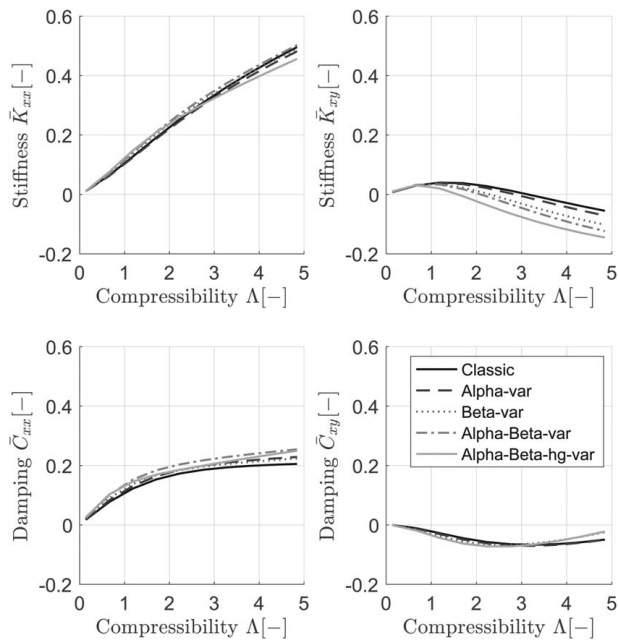 0.6
0.4
0.2
0
-0.2
Stiffness K̄xx[−]
0 1 2 3 4 5
Compressibility Λ[−]
0.6
0.4
0.2
0
-0.2
Stiffness K̄xy[−]
0 1 2 3 4 5
Compressibility Λ[−]
0.6
0.4
0.2
0
-0.2
Damping C̄xx[−]
0 1 2 3 4 5
Compressibility Λ[−]
0.6
0.4
0.2
0
-0.2
Damping C̄xy[−]
Classic
Alpha-var
Beta-var
Alpha-Beta-var
Alpha-Beta-hg-var
0 1 2 3 4 5
Compressibility Λ[−]